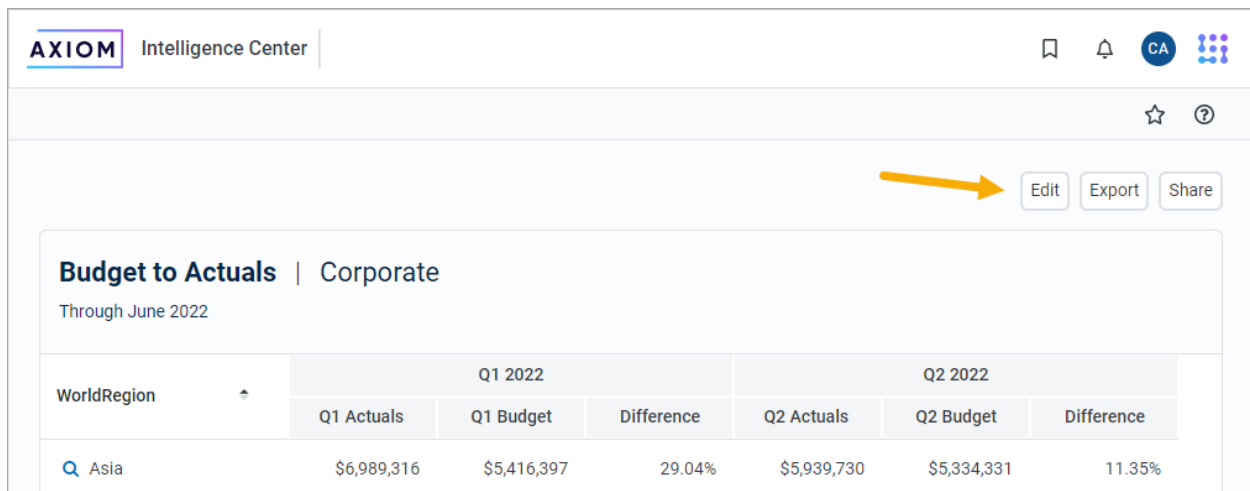 AXIOM Intelligence Center CA
Edit Export Share
Budget to Actuals | Corporate
Through June 2022
WorldRegion
Q1 2022 Q2 2022
Q1 Actuals Q1 Budget Difference Q2 Actuals Q2 Budget Difference
Asia $6,989,316 $5,416,397 29.04% $5,939,730 $5,334,331 11.35%